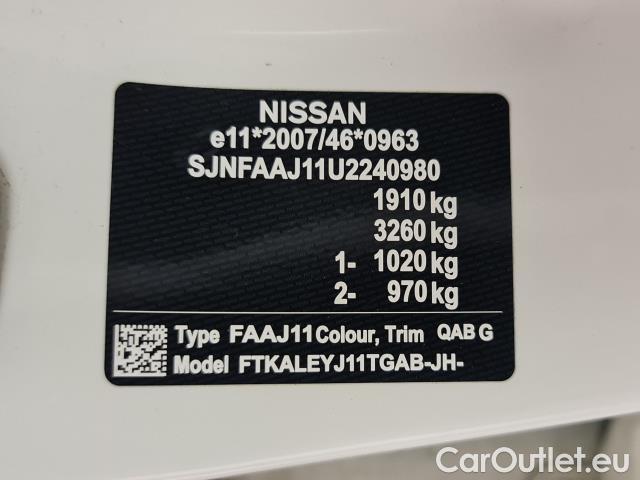 NISSAN
e11*2007/46*0963
SJNFAAJ11U2240980
1910 kg
3260 kg
1- 1020 kg
2- 970 kg
Type FAAJ11 Colour, Trim QAB G
Model FTKALEYJ11TGAB-JH-
CarOutlet.eu